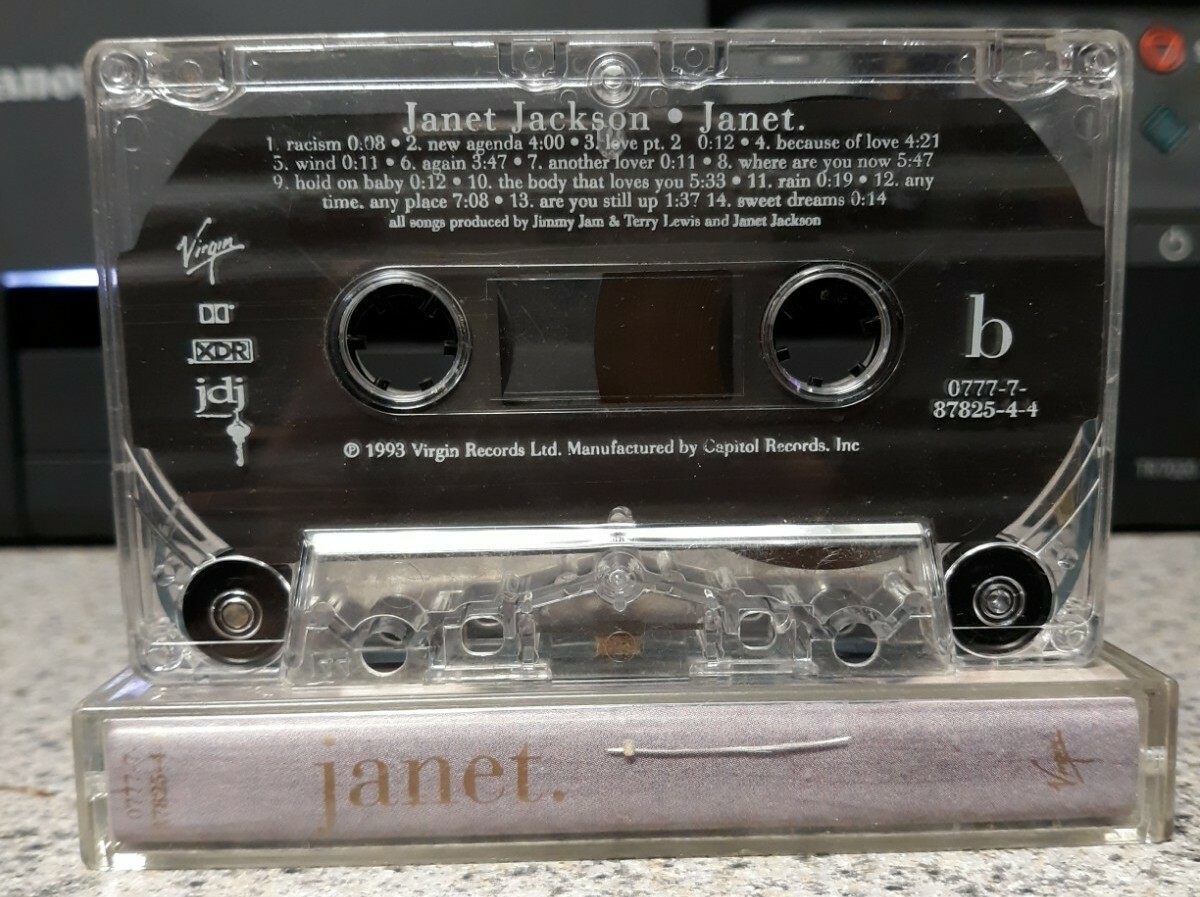 Janet Jackson • Janet.
1. racism 0:08 • 2. new agenda 4:00 • 3. love pt. 2 0:12 • 4. because of love 4:21
5. wind 0:11 • 6. again 3:47 • 7. another lover 0:11 • 8. where are you now 5:47
9. hold on baby 0:12 • 10. the body that loves you 5:33 • 11. rain 0:19 • 12. any
time. any place 7:08 • 13. are you still up 1:37 14. sweet dreams 0:14
all songs produced by Jimmy Jam & Terry Lewis and Janet Jackson
Virgin
XDR
jdj
b
0777-7-
87825-4-4
℗ 1993 Virgin Records Ltd. Manufactured by Capitol Records. Inc
0777-7-
87825-4-4
janet.
Virgin